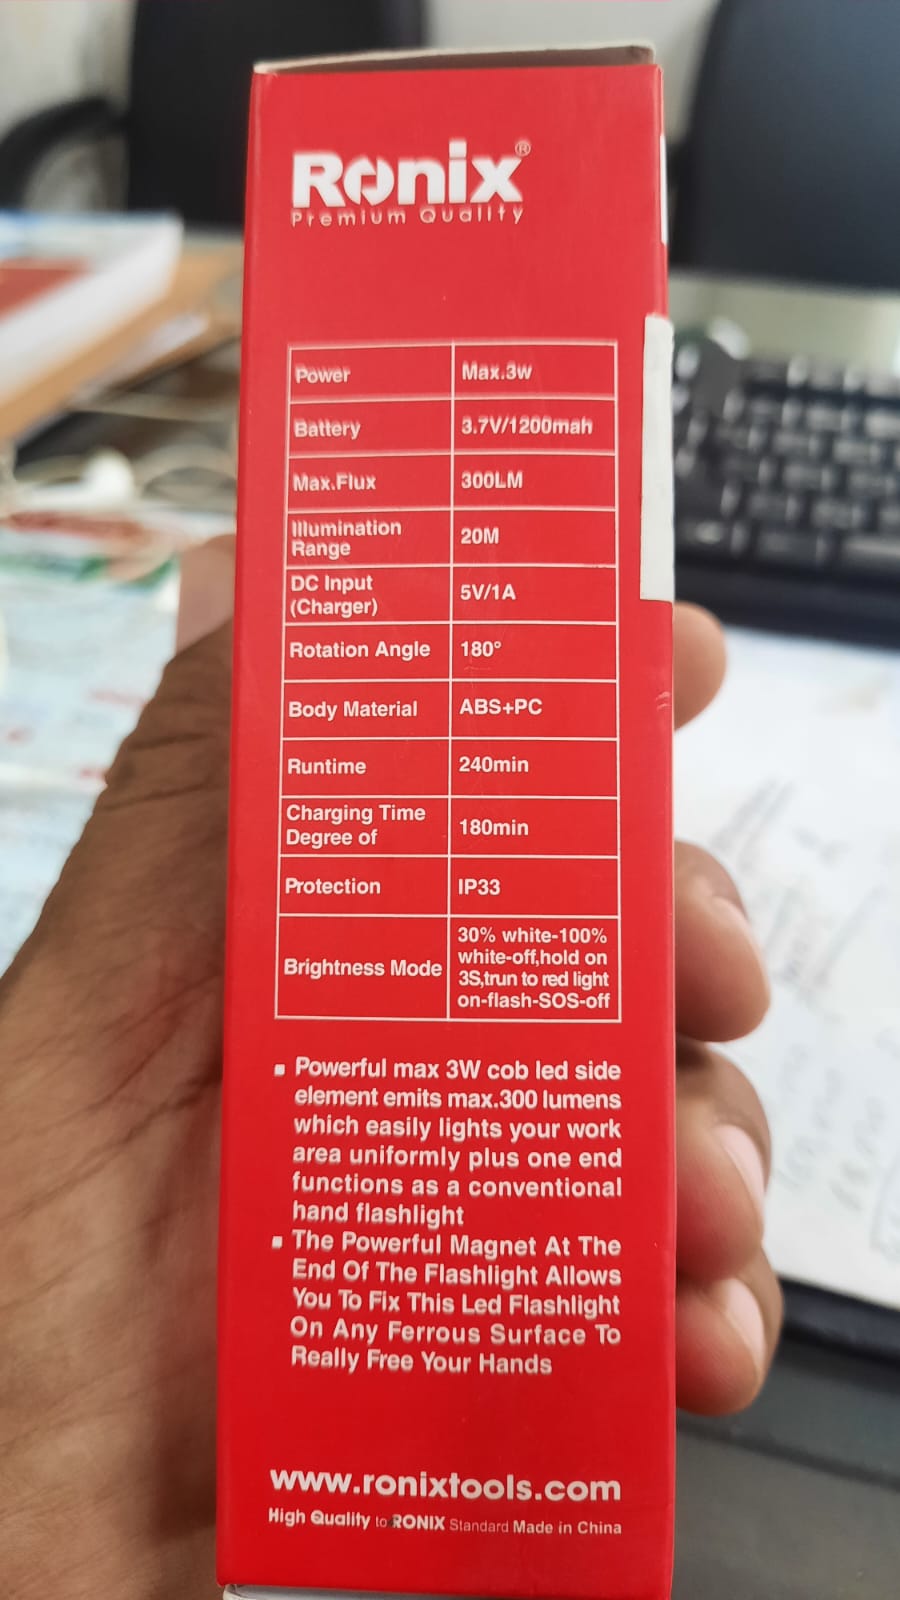 Ronix®
Premium Quality
Power Max.3w
Battery 3.7V/1200mah
Max.Flux 300LM
Illumination
Range 20M
DC Input
(Charger) 5V/1A
Rotation Angle 180°
Body Material ABS+PC
Runtime 240min
Charging Time
Degree of 180min
Protection IP33
Brightness Mode 30% white-100%
white-off,hold on
3S,trun to red light
on-flash-SOS-off
▪ Powerful max 3W cob led side
element emits max.300 lumens
which easily lights your work
area uniformly plus one end
functions as a conventional
hand flashlight
▪ The Powerful Magnet At The
End Of The Flashlight Allows
You To Fix This Led Flashlight
On Any Ferrous Surface To
Really Free Your Hands
www.ronixtools.com
High Quality to RONIX Standard Made in China